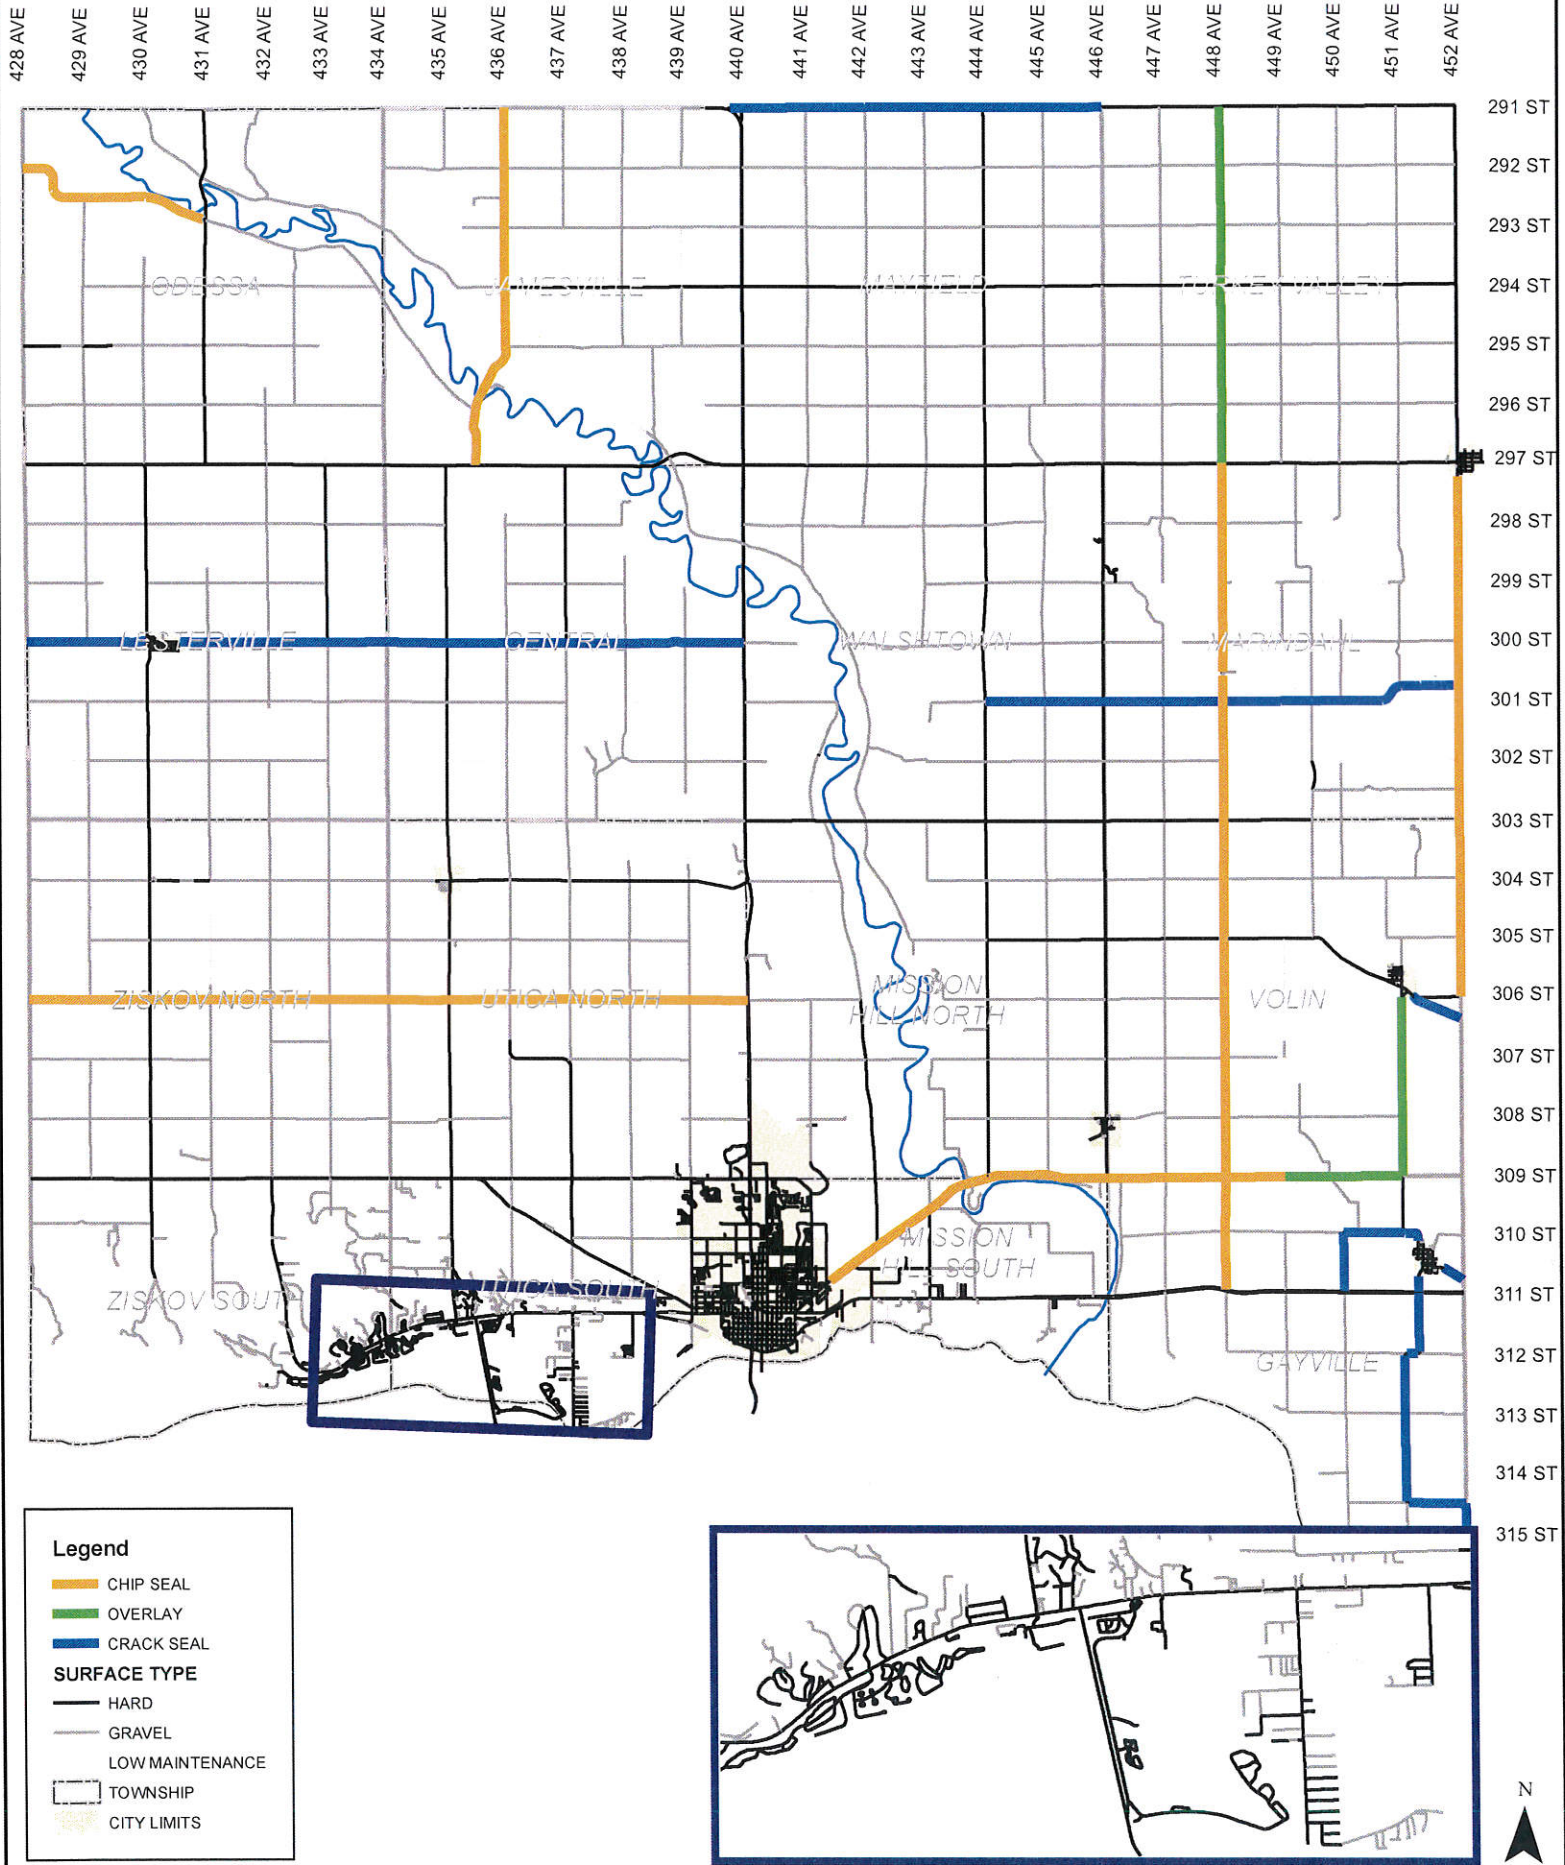 428 AVE
429 AVE
430 AVE
431 AVE
432 AVE
433 AVE
434 AVE
435 AVE
436 AVE
437 AVE
438 AVE
439 AVE
440 AVE
441 AVE
442 AVE
443 AVE
444 AVE
445 AVE
446 AVE
447 AVE
448 AVE
449 AVE
450 AVE
451 AVE
452 AVE
291 ST
292 ST
293 ST
ODESSA
JAMESVILLE
MAYFIELD
TURKEY VALLEY
294 ST
295 ST
296 ST
297 ST
298 ST
299 ST
LESTERVILLE
CENTRAL
WALSHTOWN
MARINDAHL
300 ST
301 ST
302 ST
303 ST
304 ST
305 ST
ZISKOV NORTH
UTICA NORTH
MISSION
HILL NORTH
VOLIN
306 ST
307 ST
308 ST
309 ST
310 ST
MISSION
HILL SOUTH
UTICA SOUTH
ZISKOV SOUTH
311 ST
312 ST
GAYVILLE
313 ST
314 ST
315 ST
Legend
CHIP SEAL
OVERLAY
CRACK SEAL
SURFACE TYPE
HARD
GRAVEL
LOW MAINTENANCE
TOWNSHIP
CITY LIMITS
N